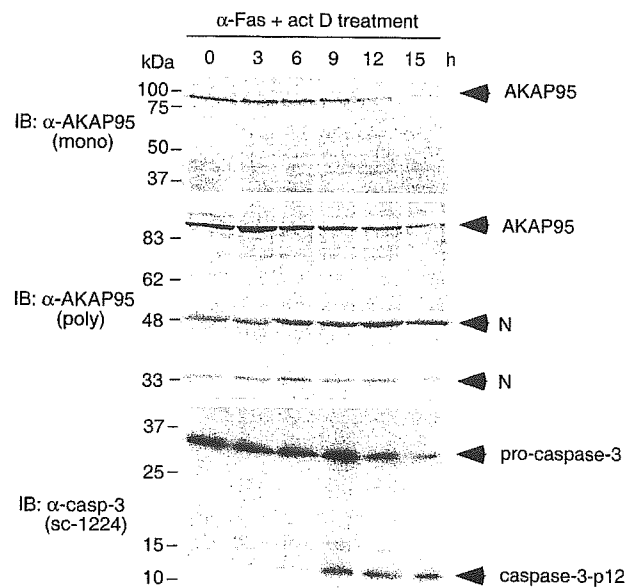 α-Fas + act D treatment
kDa 0 3 6 9 12 15 h
100 –
75 –
50 –
37 –
IB: α-AKAP95
(mono)
AKAP95
83 –
62 –
48 –
33 –
IB: α-AKAP95
(poly)
AKAP95
N
N
37 –
25 –
15 –
10 –
IB: α-casp-3
(sc-1224)
pro-caspase-3
caspase-3-p12